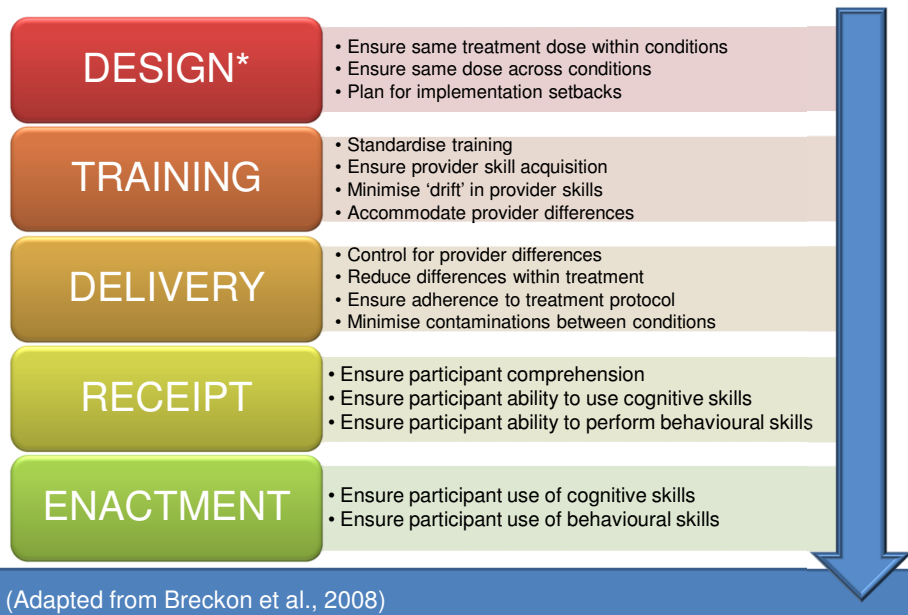 DESIGN*
• Ensure same treatment dose within conditions
• Ensure same dose across conditions
• Plan for implementation setbacks
TRAINING
• Standardise training
• Ensure provider skill acquisition
• Minimise ‘drift’ in provider skills
• Accommodate provider differences
DELIVERY
• Control for provider differences
• Reduce differences within treatment
• Ensure adherence to treatment protocol
• Minimise contaminations between conditions
RECEIPT
• Ensure participant comprehension
• Ensure participant ability to use cognitive skills
• Ensure participant ability to perform behavioural skills
ENACTMENT
• Ensure participant use of cognitive skills
• Ensure participant use of behavioural skills
(Adapted from Breckon et al., 2008)